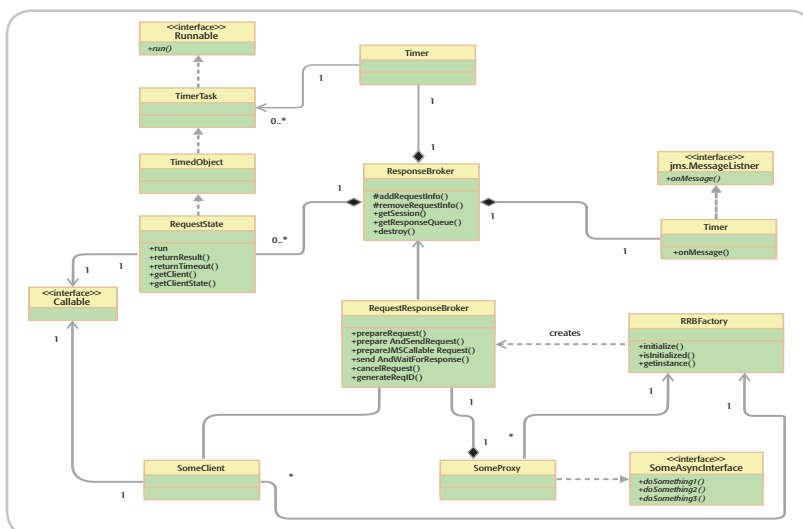 <<interface>>
Runnable
+run()
Timer
1
1
TimerTask
0..*
1
1
TimedObject
ResponseBroker
#addRequestInfo()
#removeRequestInfo()
+getSession()
+getResponseQueue()
+destroy()
<<interface>>
jms.MessageListner
+onMessage()
1
RequestState
+run
+returnResult()
+returnTimeout()
+getClient()
+getClientState()
0..*
1
Timer
+onMessage()
1
1
1
<<interface>>
Callable
RequestResponseBroker
+prepareRequest()
+prepare AndSendRequest()
+prepareJMSCallable Request()
+send AndWaitForResponse()
+cancelRequest()
+generateReqID()
creates
RRBFactory
+initialize()
+isInitialized()
+getinstance()
1
1
1
1
*
1
SomeClient
*
1
SomeProxy
<<interface>>
SomeAsyncInterface
+doSomething1()
+doSomething2()
+doSomething3()